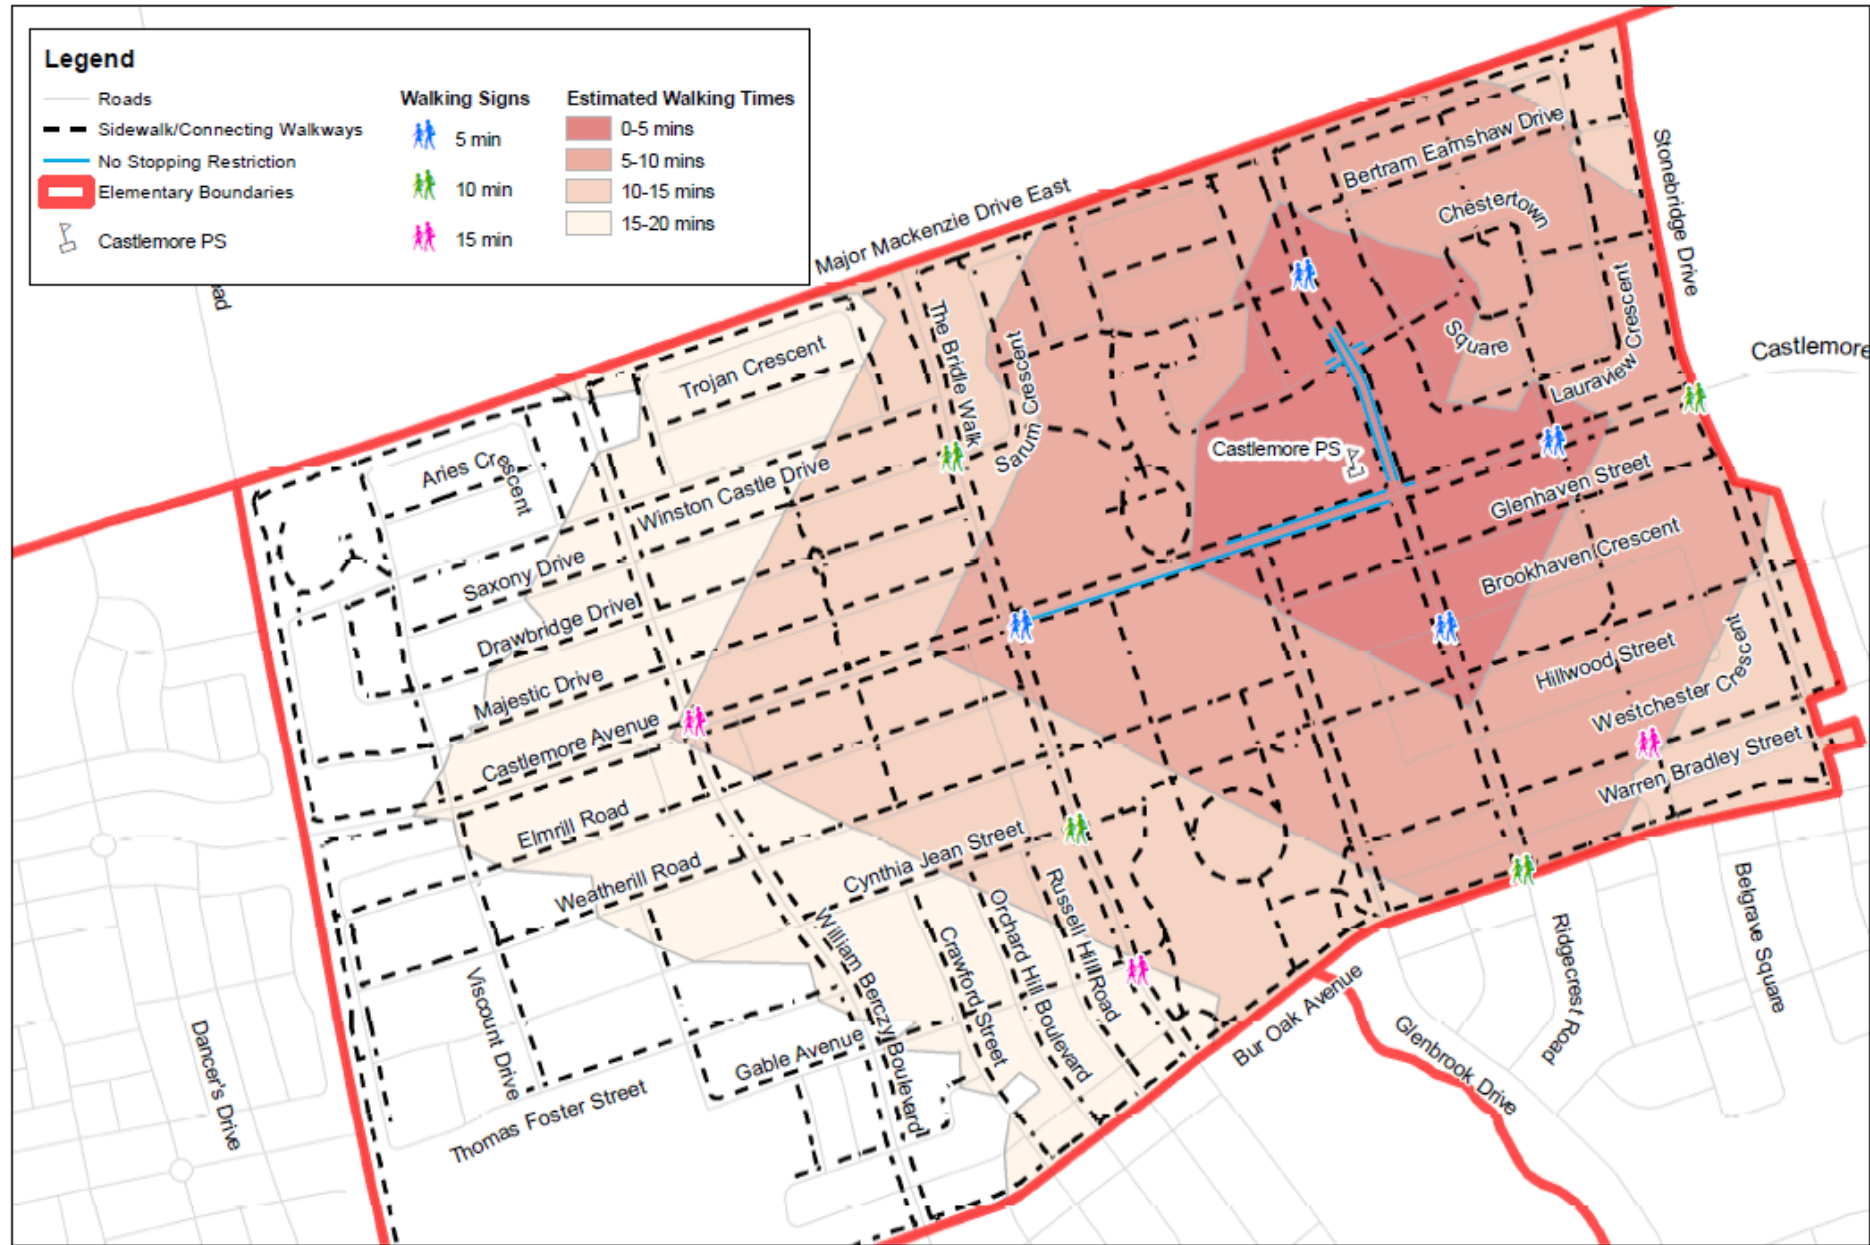 Legend
Roads
Sidewalk/Connecting Walkways
No Stopping Restriction
Elementary Boundaries
Castlemore PS
Walking Signs
5 min
10 min
15 min
Estimated Walking Times
0-5 mins
5-10 mins
10-15 mins
15-20 mins
oad
Major Mackenzie Drive East
Bertram Earnshaw Drive
Stonebridge Drive
Chestertown
Square
Lauraview Crescent
Castlemore
Trojan Crescent
The Bridle Walk
Sarum Crescent
Aries Crescent
Winston Castle Drive
Castlemore PS
Glenhaven Street
Saxony Drive
Brookhaven Crescent
Drawbridge Drive
Majestic Drive
Hillwood Street
Castlemore Avenue
Westchester Crescent
Warren Bradley Street
Elmrill Road
Cynthia Jean Street
Weatherill Road
William Berczy Boulevard
Crawford Street
Orchard Hill Boulevard
Russell Hill Road
Viscount Drive
Gable Avenue
Thomas Foster Street
Dancer's Drive
Bur Oak Avenue
Glenbrook Drive
Ridgecrest Road
Belgrave Square